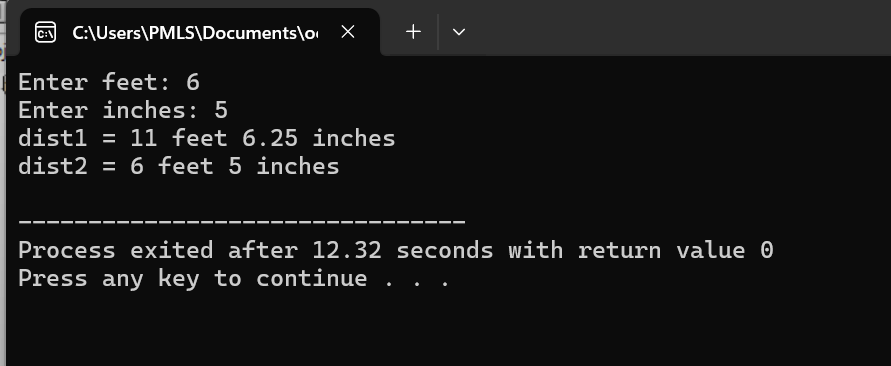 C:\Users\PMLS\Documents\o
Enter feet: 6
Enter inches: 5
dist1 = 11 feet 6.25 inches
dist2 = 6 feet 5 inches
--------------------------------
Process exited after 12.32 seconds with return value 0
Press any key to continue . . .